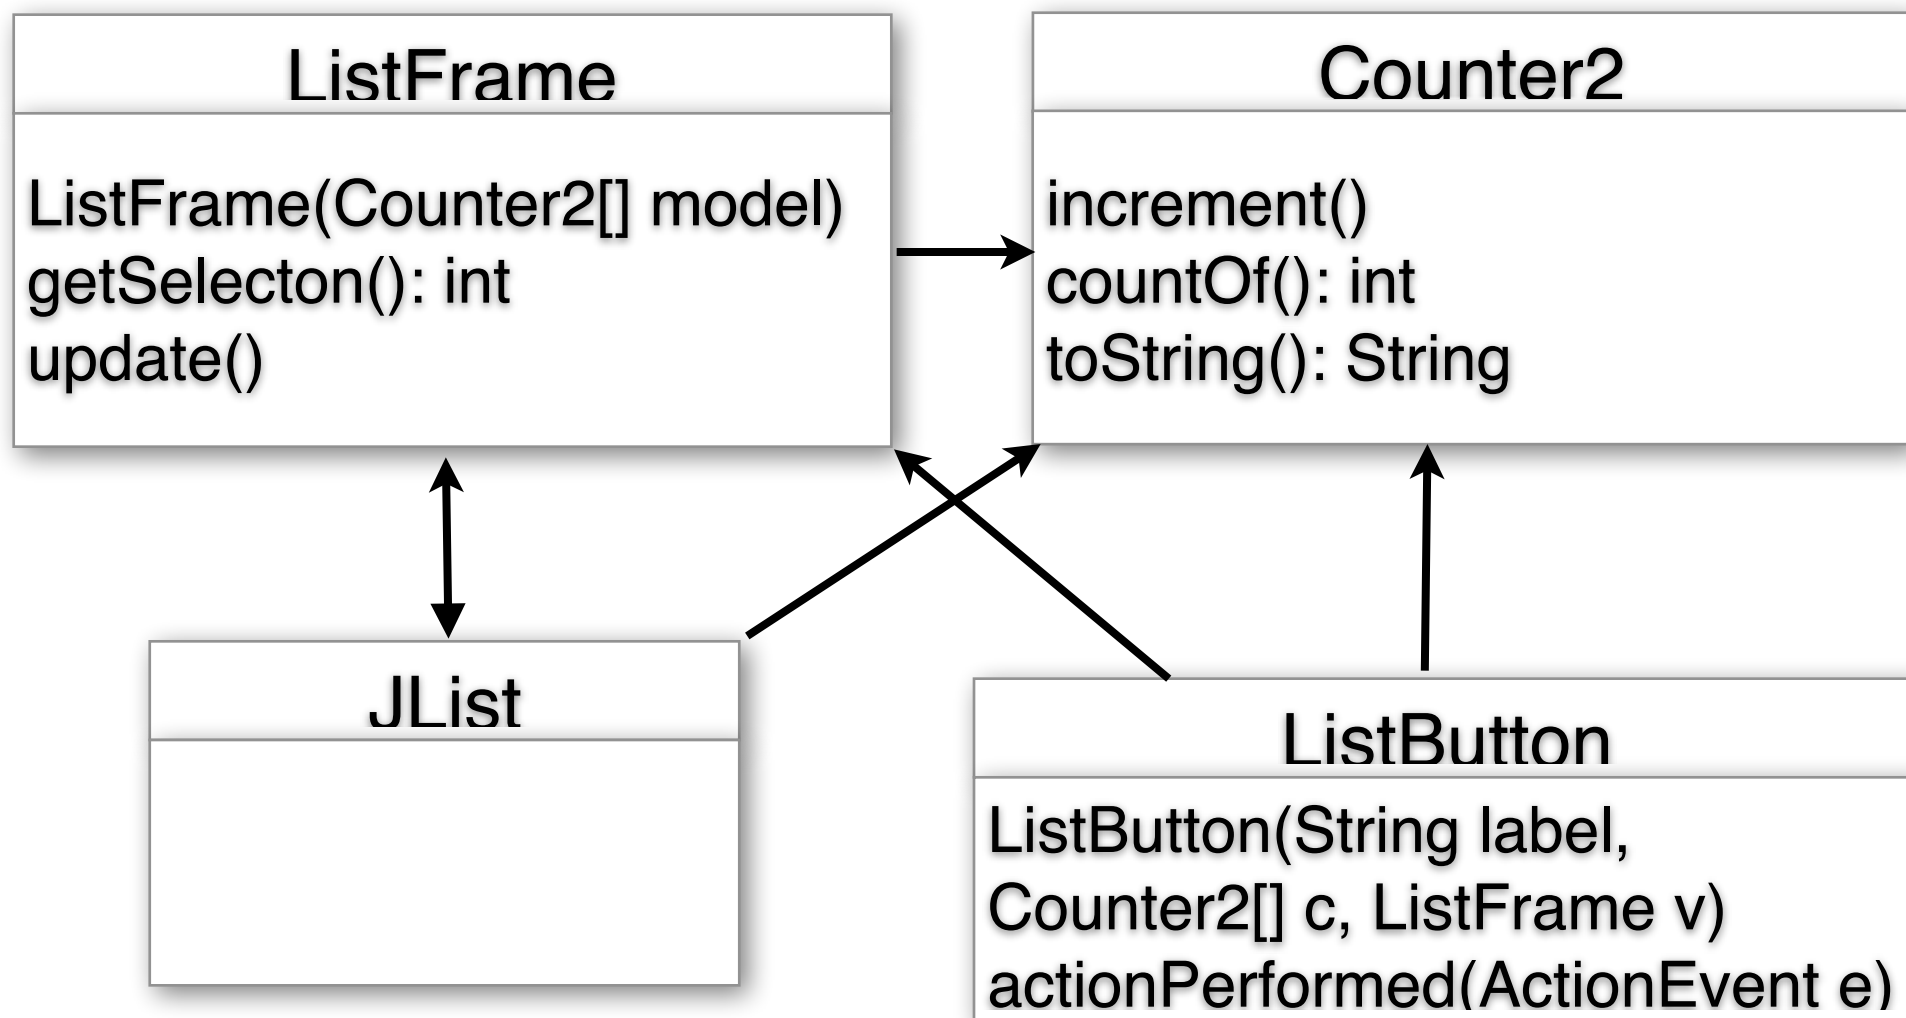 ListFrame
ListFrame(Counter2[] model)
getSelecton(): int
update()
Counter2
increment()
countOf(): int
toString(): String
JList
ListButton
ListButton(String label,
Counter2[] c, ListFrame v)
actionPerformed(ActionEvent e)